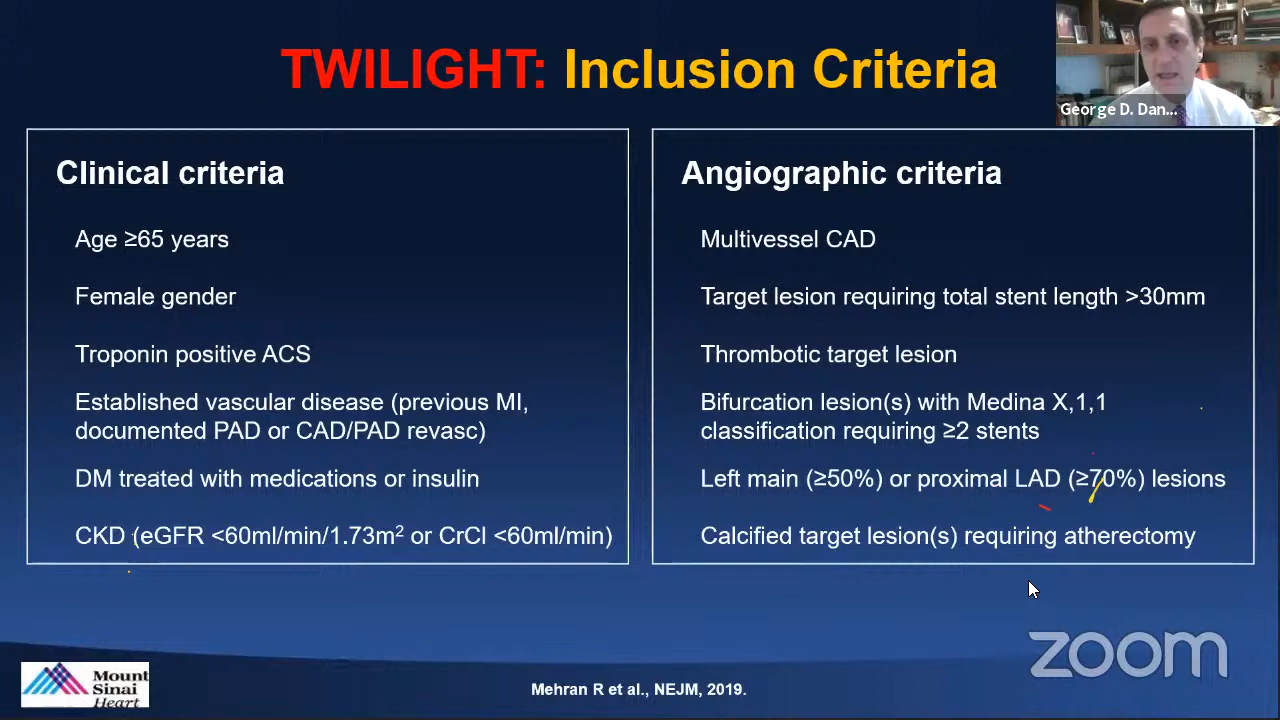 TWILIGHT: Inclusion Criteria
George D. Dan...
Clinical criteria
Age ≥65 years
Female gender
Troponin positive ACS
Established vascular disease (previous MI,
documented PAD or CAD/PAD revasc)
DM treated with medications or insulin
CKD (eGFR <60ml/min/1.73m² or CrCl <60ml/min)
Angiographic criteria
Multivessel CAD
Target lesion requiring total stent length >30mm
Thrombotic target lesion
Bifurcation lesion(s) with Medina X,1,1
classification requiring ≥2 stents
Left main (≥50%) or proximal LAD (≥70%) lesions
Calcified target lesion(s) requiring atherectomy
zoom
Mount
Sinai
Heart
Mehran R et al., NEJM, 2019.